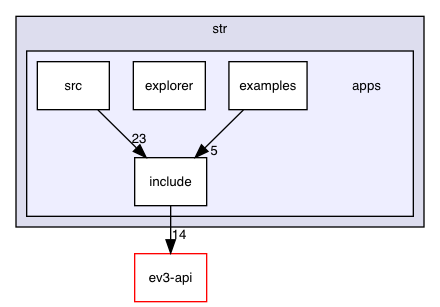 str
src
explorer
examples
apps
23
5
include
14
ev3-api